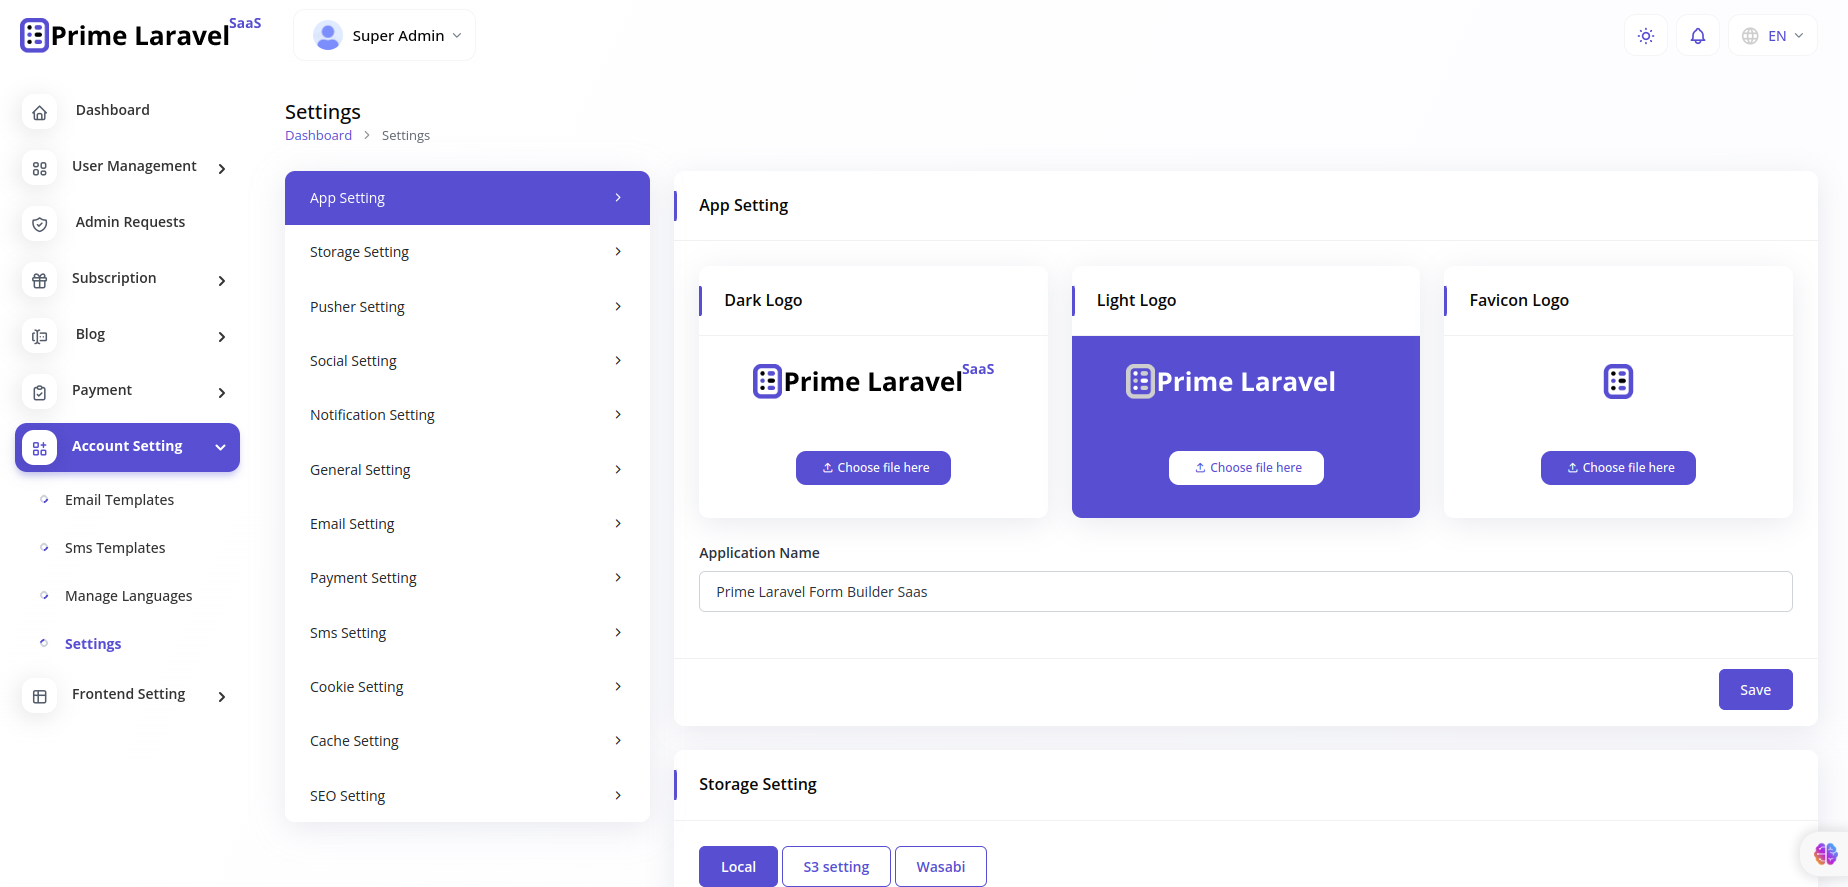 Prime Laravel SaaS
Super Admin
EN
Dashboard
User Management
Admin Requests
Subscription
Blog
Payment
Account Setting
Email Templates
Sms Templates
Manage Languages
Settings
Frontend Setting
Settings
Dashboard > Settings
App Setting
Storage Setting
Pusher Setting
Social Setting
Notification Setting
General Setting
Email Setting
Payment Setting
Sms Setting
Cookie Setting
Cache Setting
SEO Setting
App Setting
Dark Logo
Prime Laravel SaaS
Choose file here
Light Logo
Prime Laravel
Choose file here
Favicon Logo
Choose file here
Application Name
Prime Laravel Form Builder Saas
Save
Storage Setting
Local
S3 setting
Wasabi